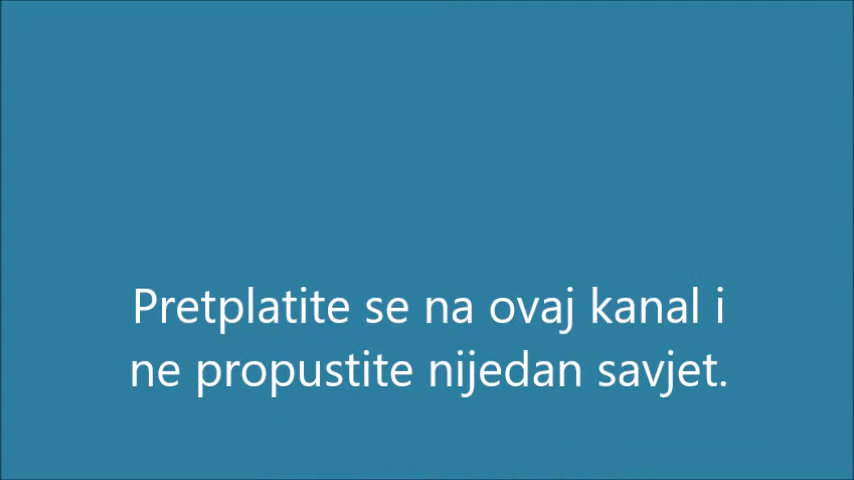 Pretplatite se na ovaj kanal i
ne propustite nijedan savjet.